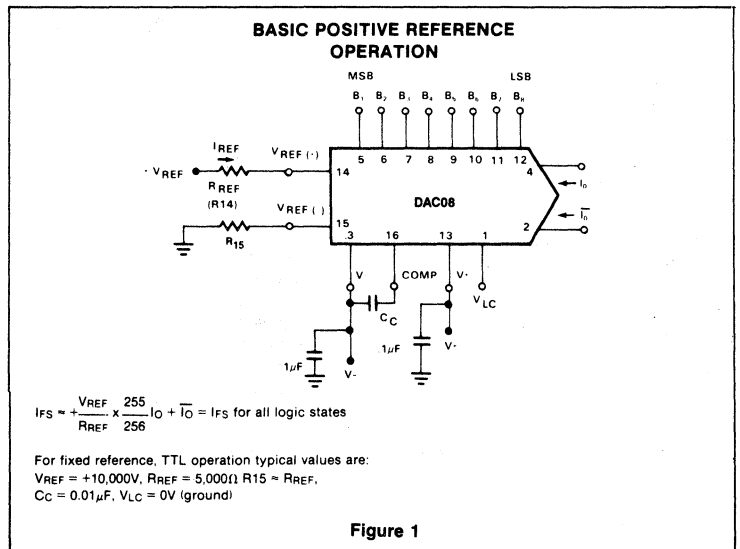 BASIC POSITIVE REFERENCE
OPERATION
MSB LSB
B1 B2 B3 B4 B5 B6 B7 B8
IREF
VREF (·)
· VREF
RREF
(R14)
14
5 6 7 8 9 10 11 12
4
IO
DAC08
VREF ( )
15
R15
.3 16 13 1
2
IO
V COMP V·
CC
VLC
1µF
V-
1µF
V·
IFS ≈ +VREF/RREF x 255/256 IO + IO = IFS for all logic states
For fixed reference, TTL operation typical values are:
VREF = +10,000V, RREF = 5,000Ω R15 ≈ RREF,
CC = 0.01µF, VLC = 0V (ground)
Figure 1